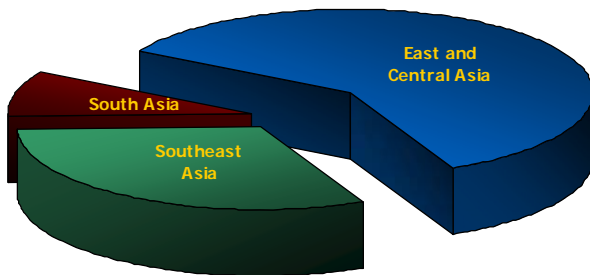 East and
Central Asia
South Asia
Southeast
Asia